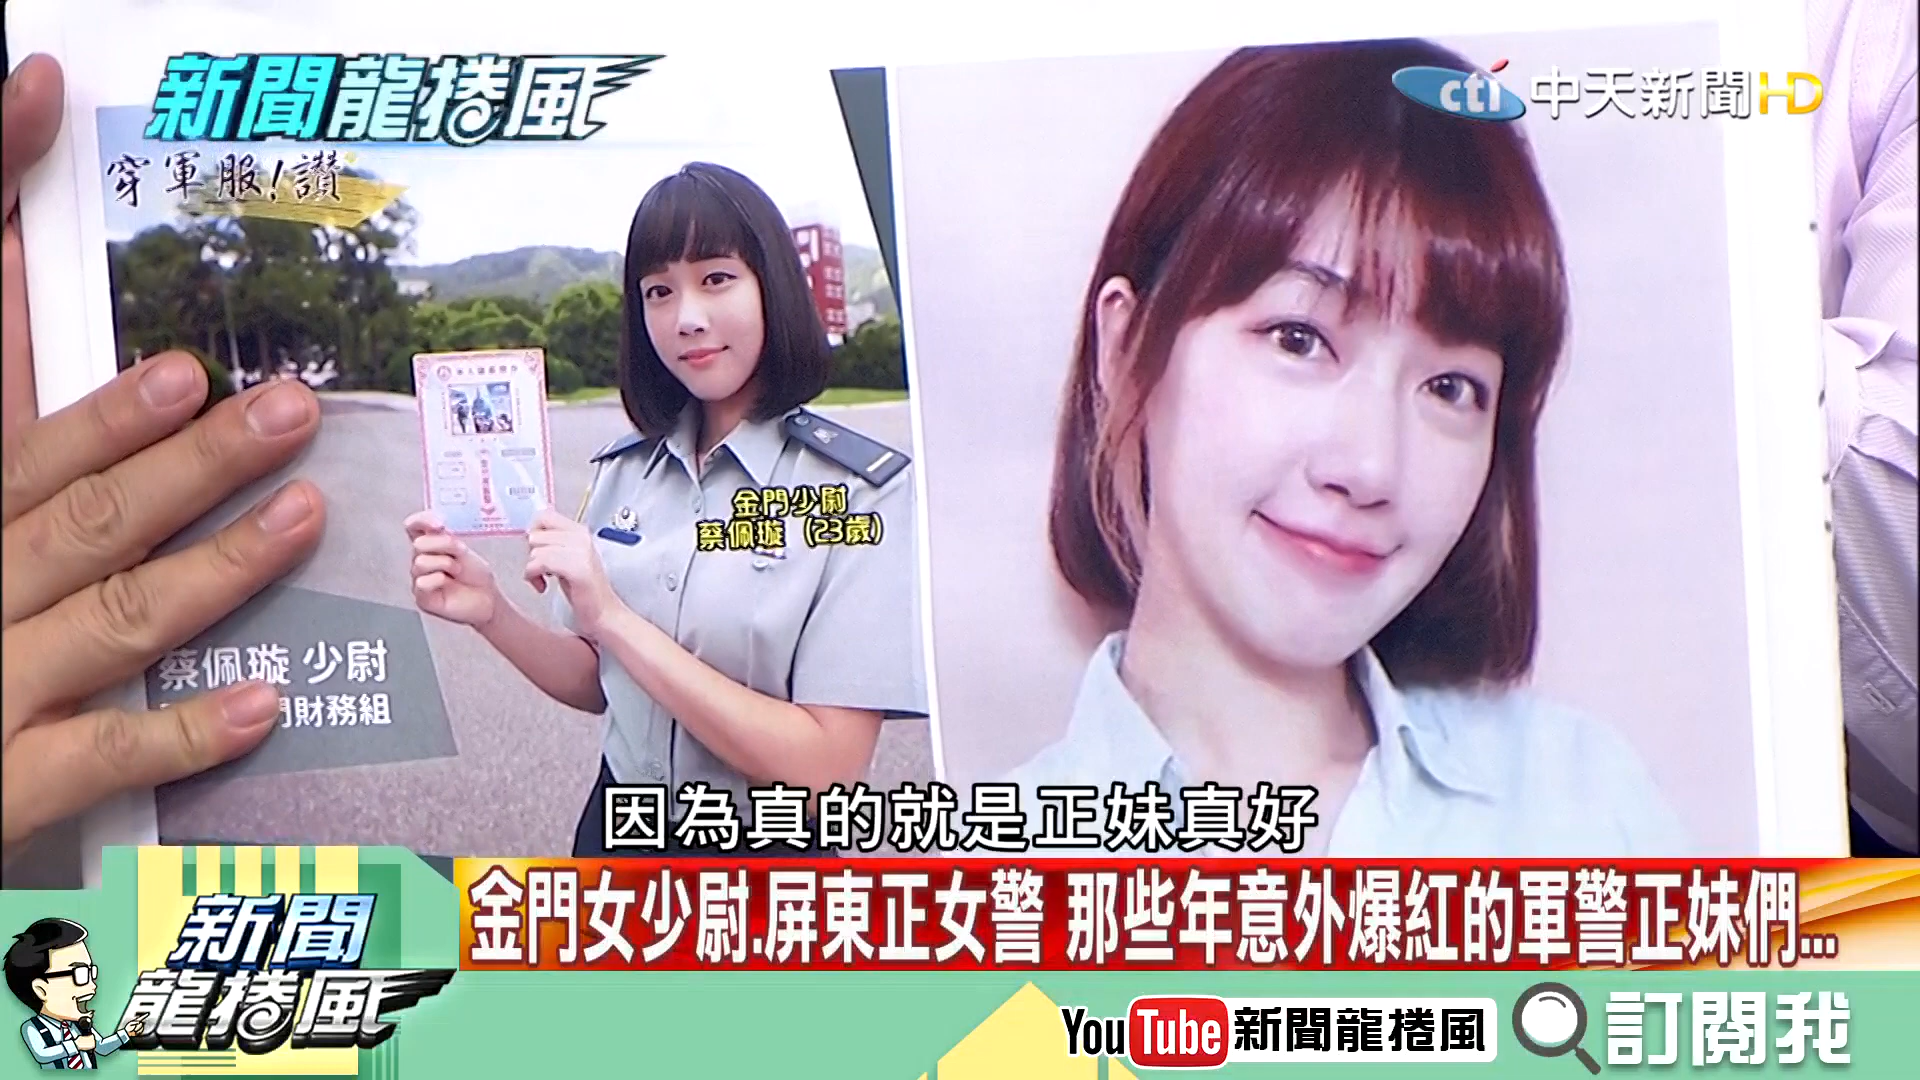 新聞龍捲風
cti 中天新聞HD
穿軍服!讚
金門少尉
蔡佩璇 (23歲)
蔡佩璇 少尉
門財務組
因為真的就是正妹真好
金門女少尉.屏東正女警 那些年意外爆紅的軍警正妹們...
新聞
龍捲風
YouTube 新聞龍捲風
訂閱我